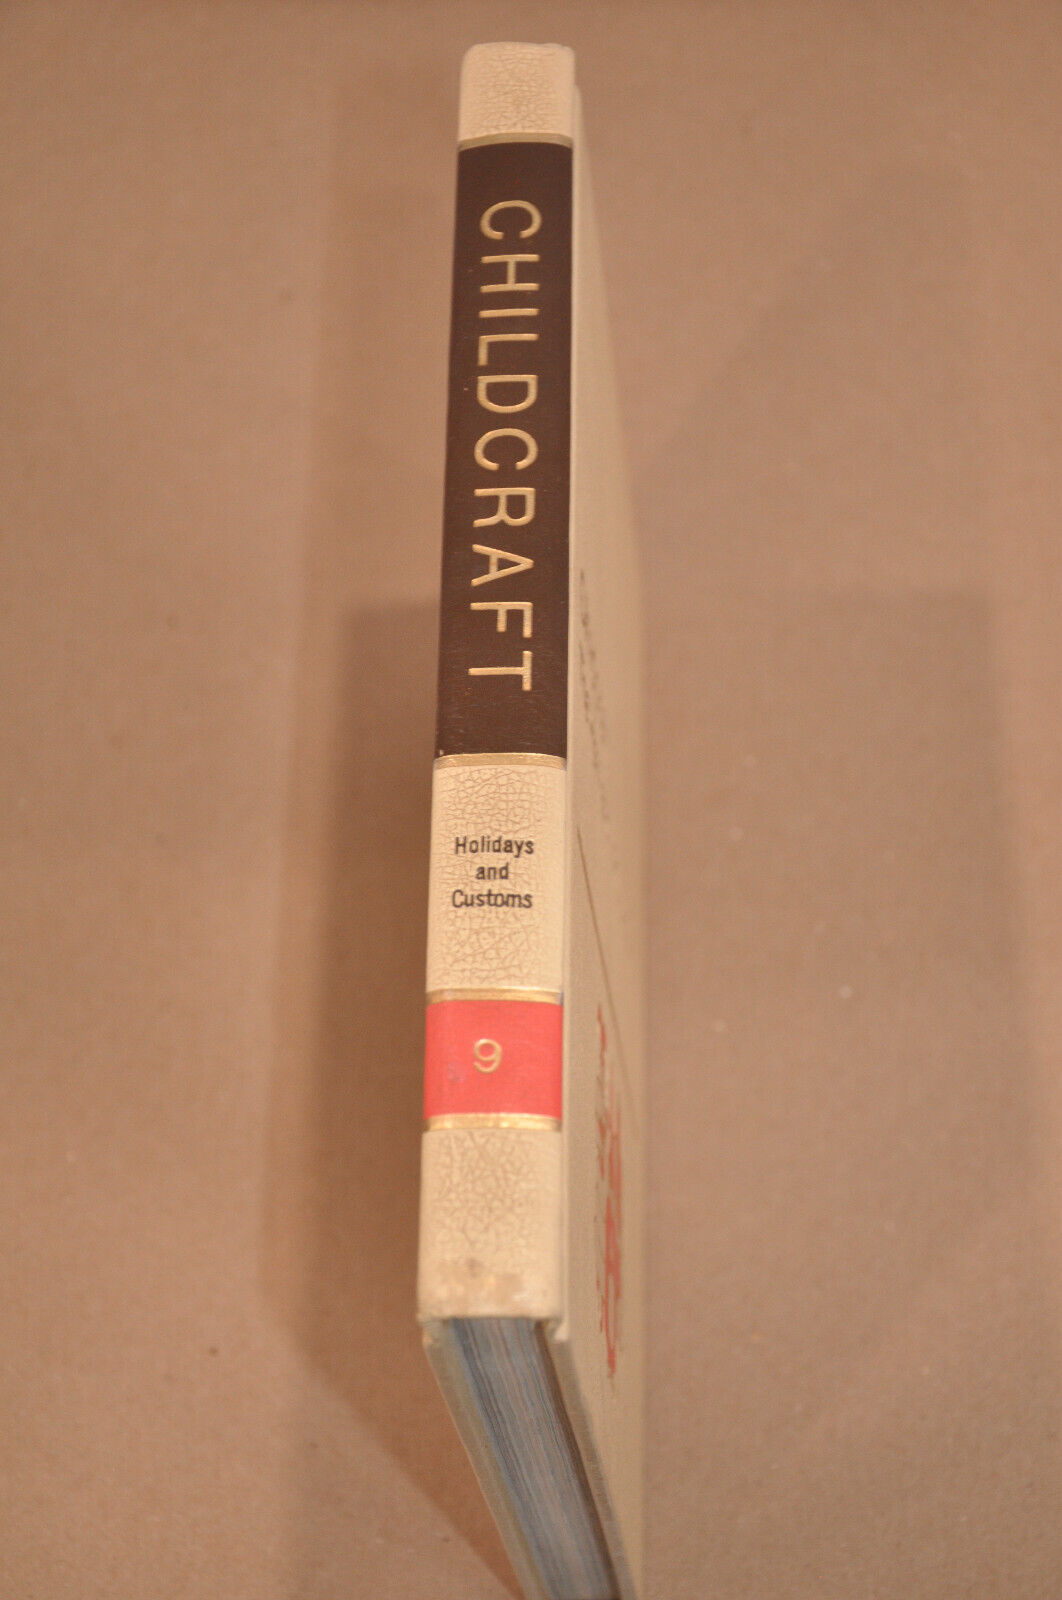 CHILDCRAFT
Holidays
and
Customs
9